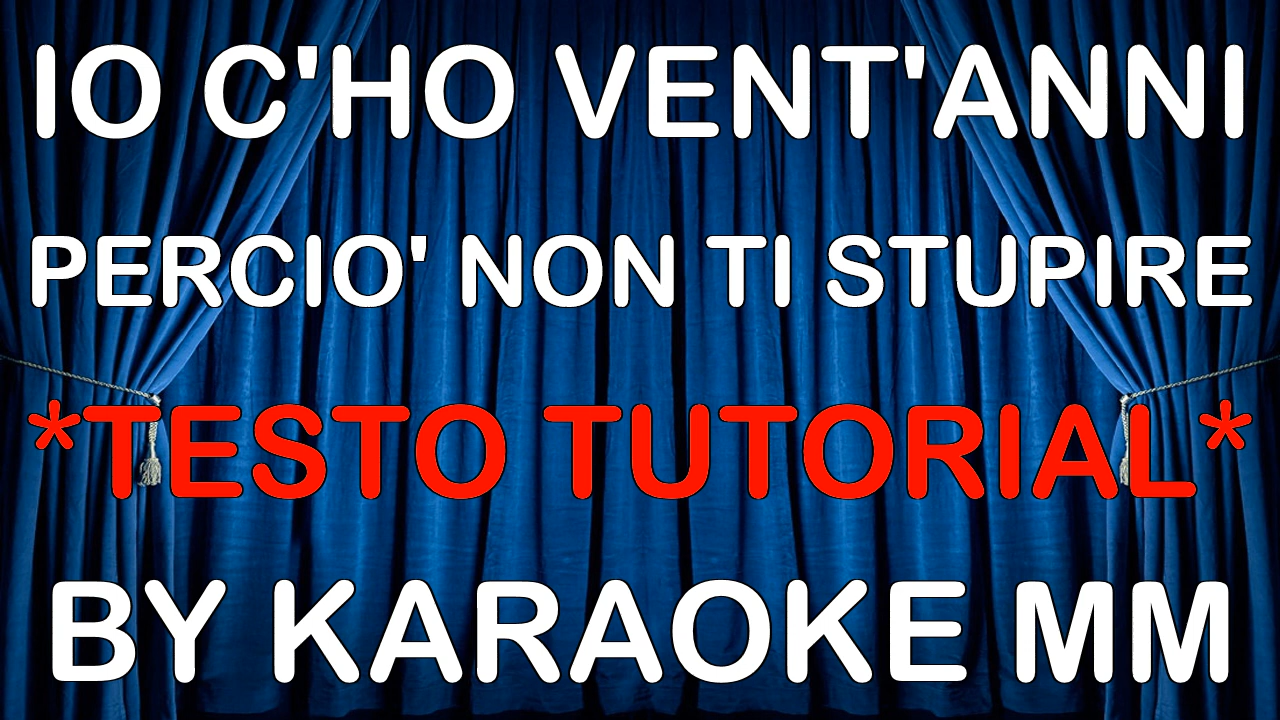 IO C'HO VENT'ANNI
PERCIO' NON TI STUPIRE
*TESTO TUTORIAL*
BY KARAOKE MM